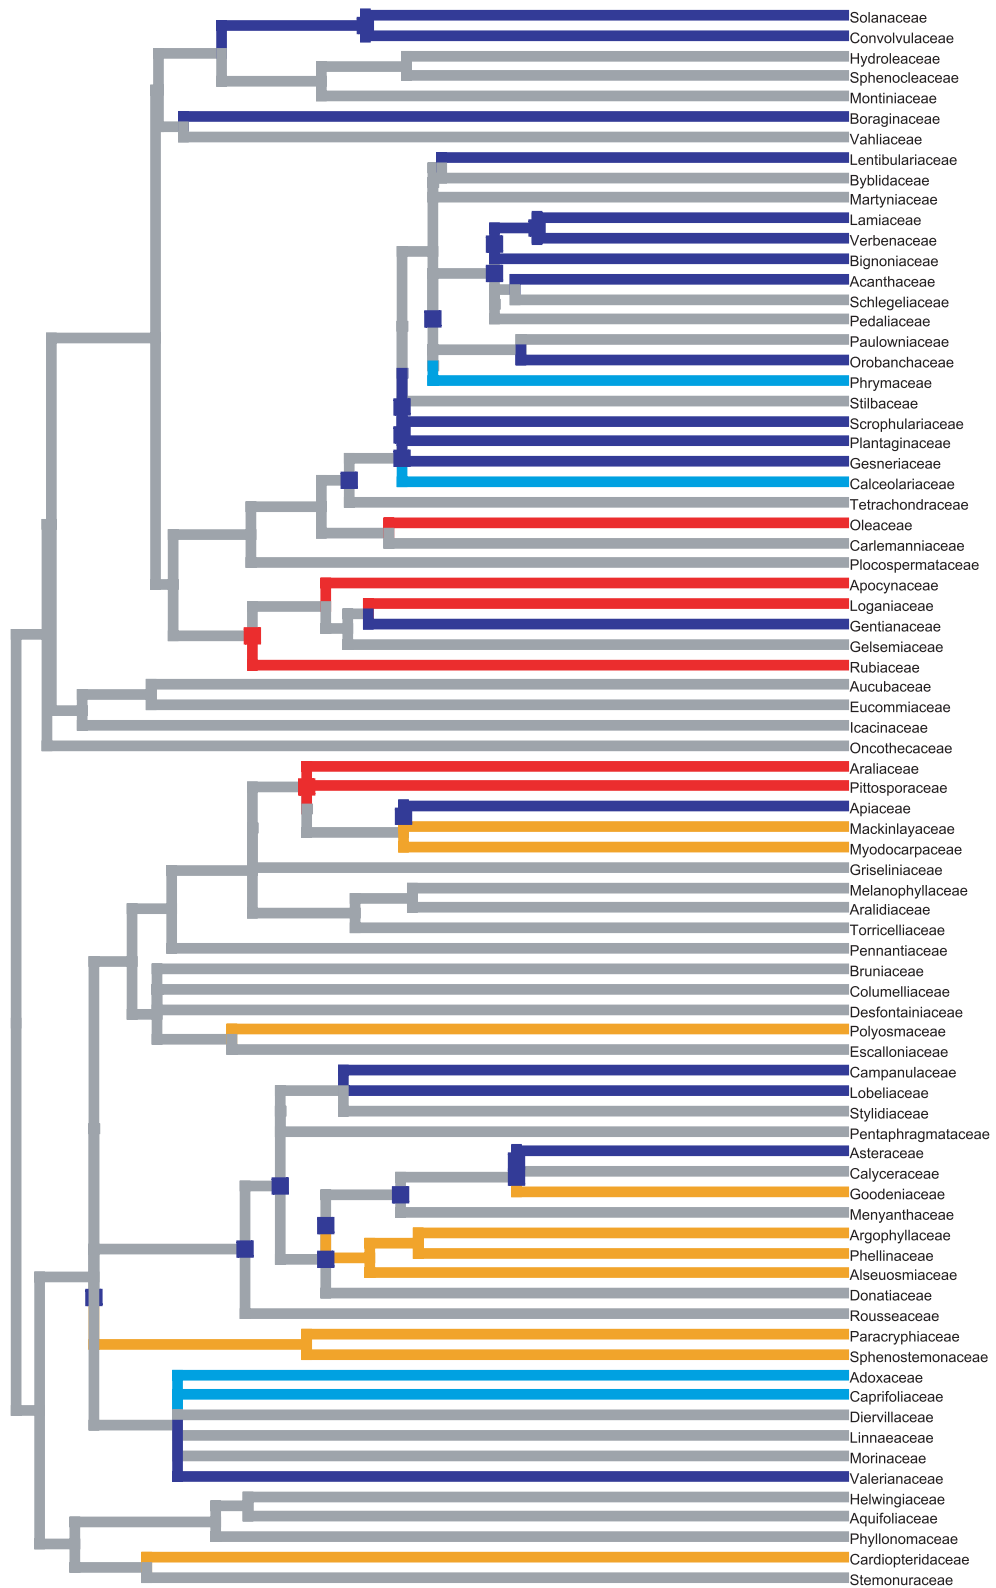 Solanaceae
Convolvulaceae
Hydroleaceae
Sphenocleaceae
Montiniaceae
Boraginaceae
Vahliaceae
Lentibulariaceae
Byblidaceae
Martyniaceae
Lamiaceae
Verbenaceae
Bignoniaceae
Acanthaceae
Schlegeliaceae
Pedaliaceae
Paulowniaceae
Orobanchaceae
Phrymaceae
Stilbaceae
Scrophulariaceae
Plantaginaceae
Gesneriaceae
Calceolariaceae
Tetrachondraceae
Oleaceae
Carlemanniaceae
Plocospermataceae
Apocynaceae
Loganiaceae
Gentianaceae
Gelsemiaceae
Rubiaceae
Aucubaceae
Eucommiaceae
Icacinaceae
Oncothecaceae
Araliaceae
Pittosporaceae
Apiaceae
Mackinlayaceae
Myodocarpaceae
Griseliniaceae
Melanophyllaceae
Aralidiaceae
Torricelliaceae
Pennantiaceae
Bruniaceae
Columelliaceae
Desfontainiaceae
Polyosmaceae
Escalloniaceae
Campanulaceae
Lobeliaceae
Stylidiaceae
Pentaphragmataceae
Asteraceae
Calyceraceae
Goodeniaceae
Menyanthaceae
Argophyllaceae
Phellinaceae
Alseuosmiaceae
Donatiaceae
Rousseaceae
Paracryphiaceae
Sphenostemonaceae
Adoxaceae
Caprifoliaceae
Diervillaceae
Linnaeaceae
Morinaceae
Valerianaceae
Helwingiaceae
Aquifoliaceae
Phyllonomaceae
Cardiopteridaceae
Stemonuraceae